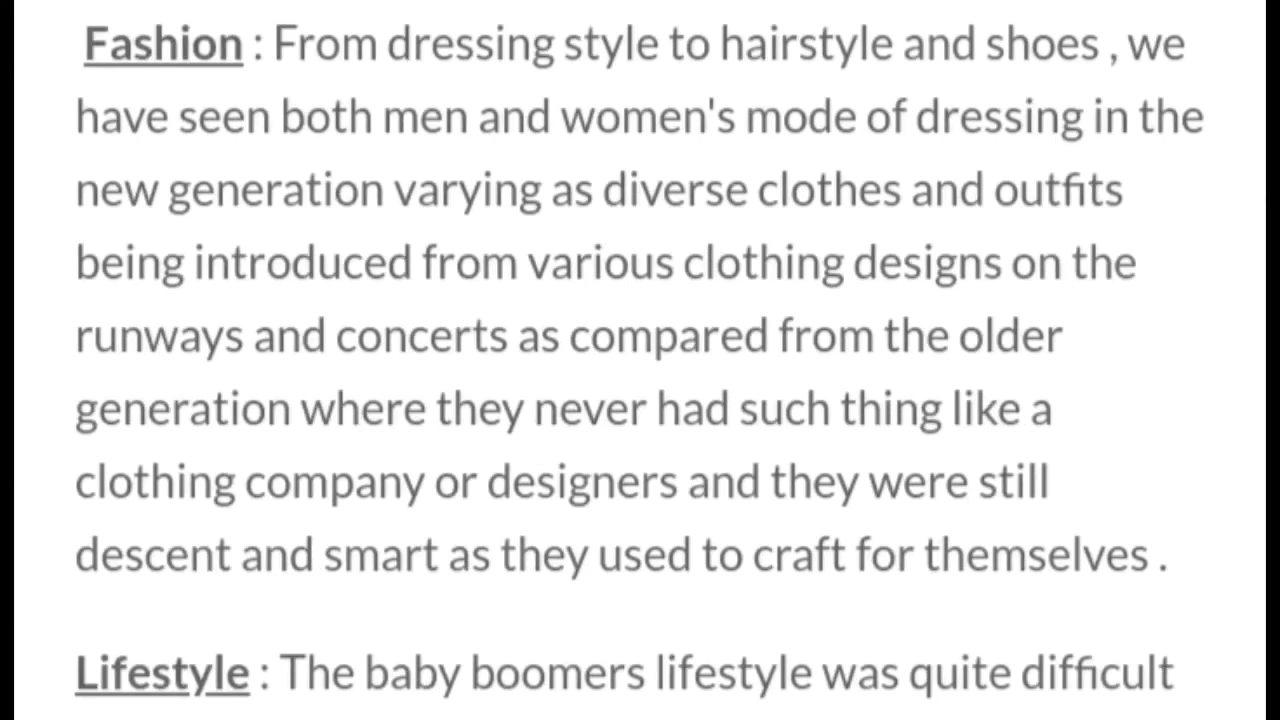 Fashion : From dressing style to hairstyle and shoes , we
have seen both men and women's mode of dressing in the
new generation varying as diverse clothes and outfits
being introduced from various clothing designs on the
runways and concerts as compared from the older
generation where they never had such thing like a
clothing company or designers and they were still
descent and smart as they used to craft for themselves .
Lifestyle : The baby boomers lifestyle was quite difficult